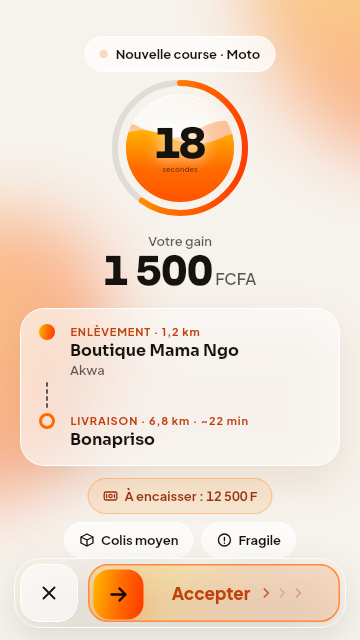 Nouvelle course · Moto
18
secondes
Votre gain
1 500 FCFA
ENLÈVEMENT · 1,2 km
Boutique Mama Ngo
Akwa
LIVRAISON · 6,8 km · ~22 min
Bonapriso
À encaisser : 12 500 F
Colis moyen
Fragile
Accepter